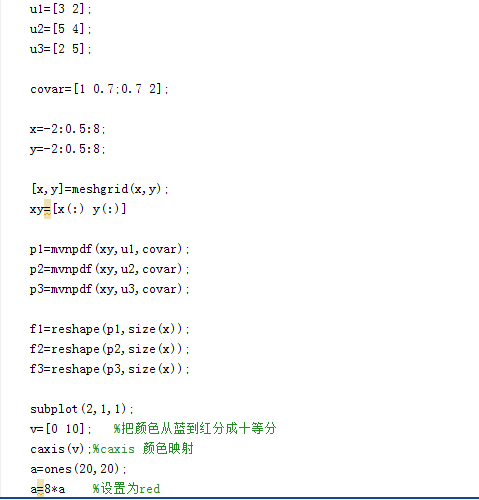 u1=[3 2];
u2=[5 4];
u3=[2 5];
covar=[1 0.7;0.7 2];
x=-2:0.5:8;
y=-2:0.5:8;
[x,y]=meshgrid(x,y);
xy=[x(:) y(:)]
p1=mvnpdf(xy,u1,covar);
p2=mvnpdf(xy,u2,covar);
p3=mvnpdf(xy,u3,covar);
f1=reshape(p1,size(x));
f2=reshape(p2,size(x));
f3=reshape(p3,size(x));
subplot(2,1,1);
v=[0 10];   %把颜色从蓝到红分成十等分
caxis(v);%caxis 颜色映射
a=ones(20,20);
a=8*a    %设置为red